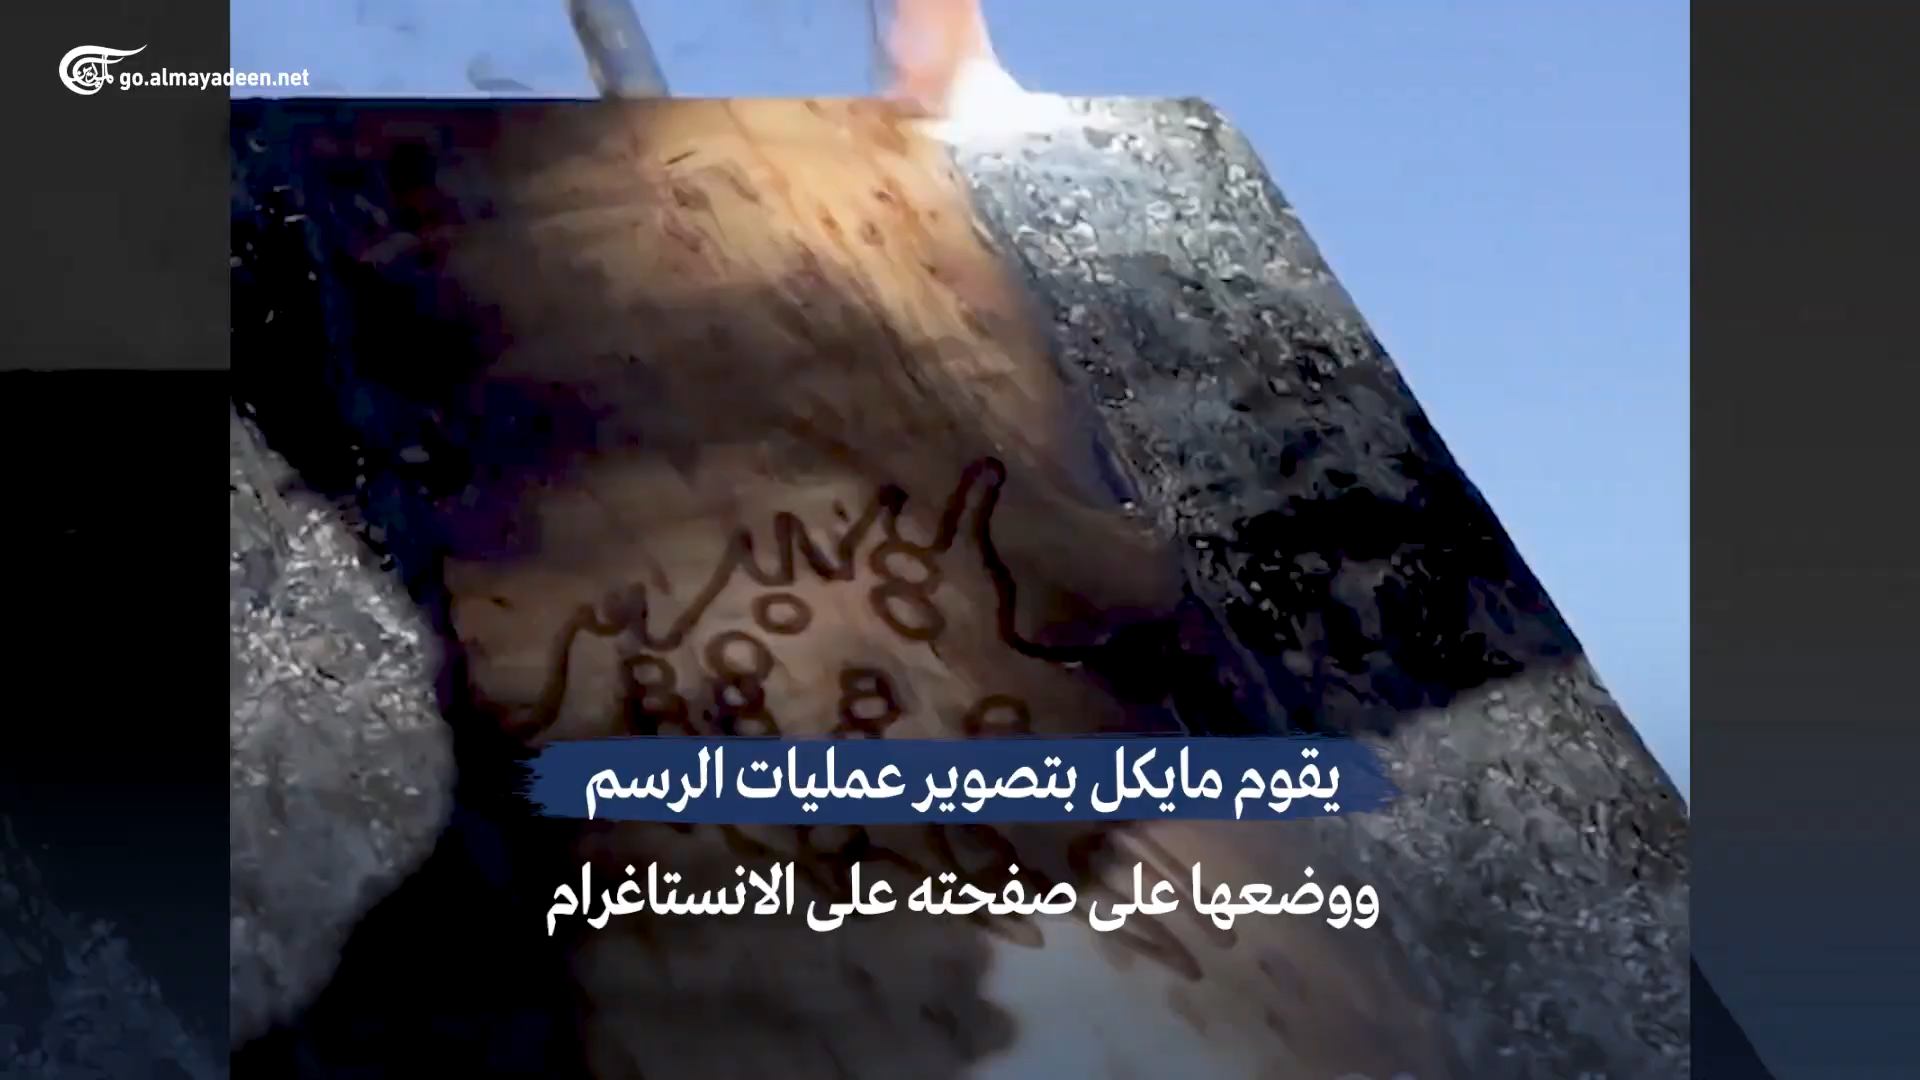 go.almayadeen.net
يقوم مايكل بتصوير عمليات الرسم
ووضعها على صفحته على الانستاغرام